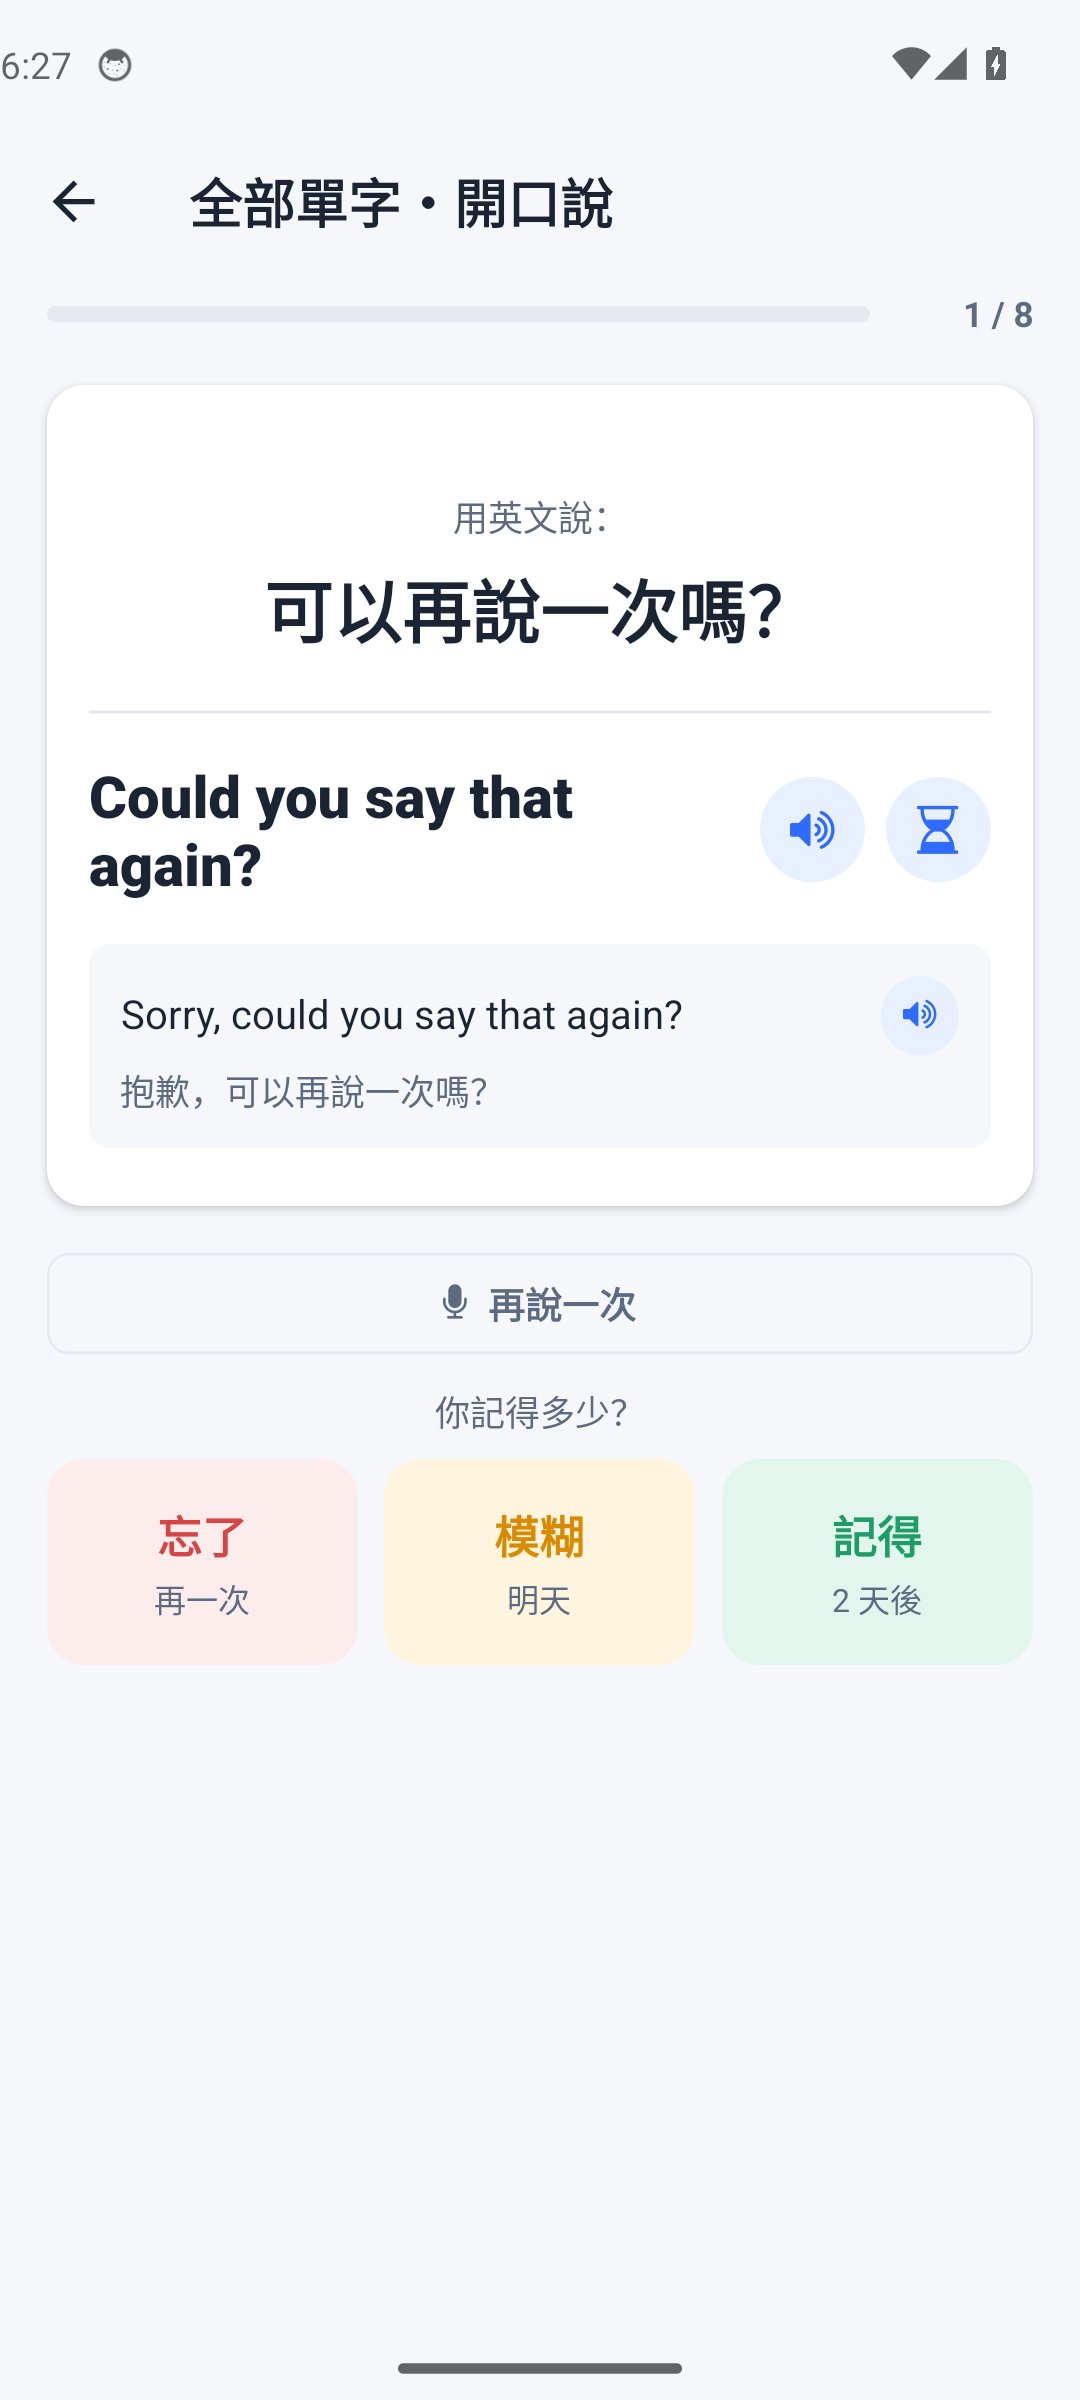 6:27
全部單字・開口說
1 / 8
用英文說：
可以再說一次嗎？
Could you say that
again?
Sorry, could you say that again?
抱歉，可以再說一次嗎？
再說一次
你記得多少？
忘了
再一次
模糊
明天
記得
2 天後